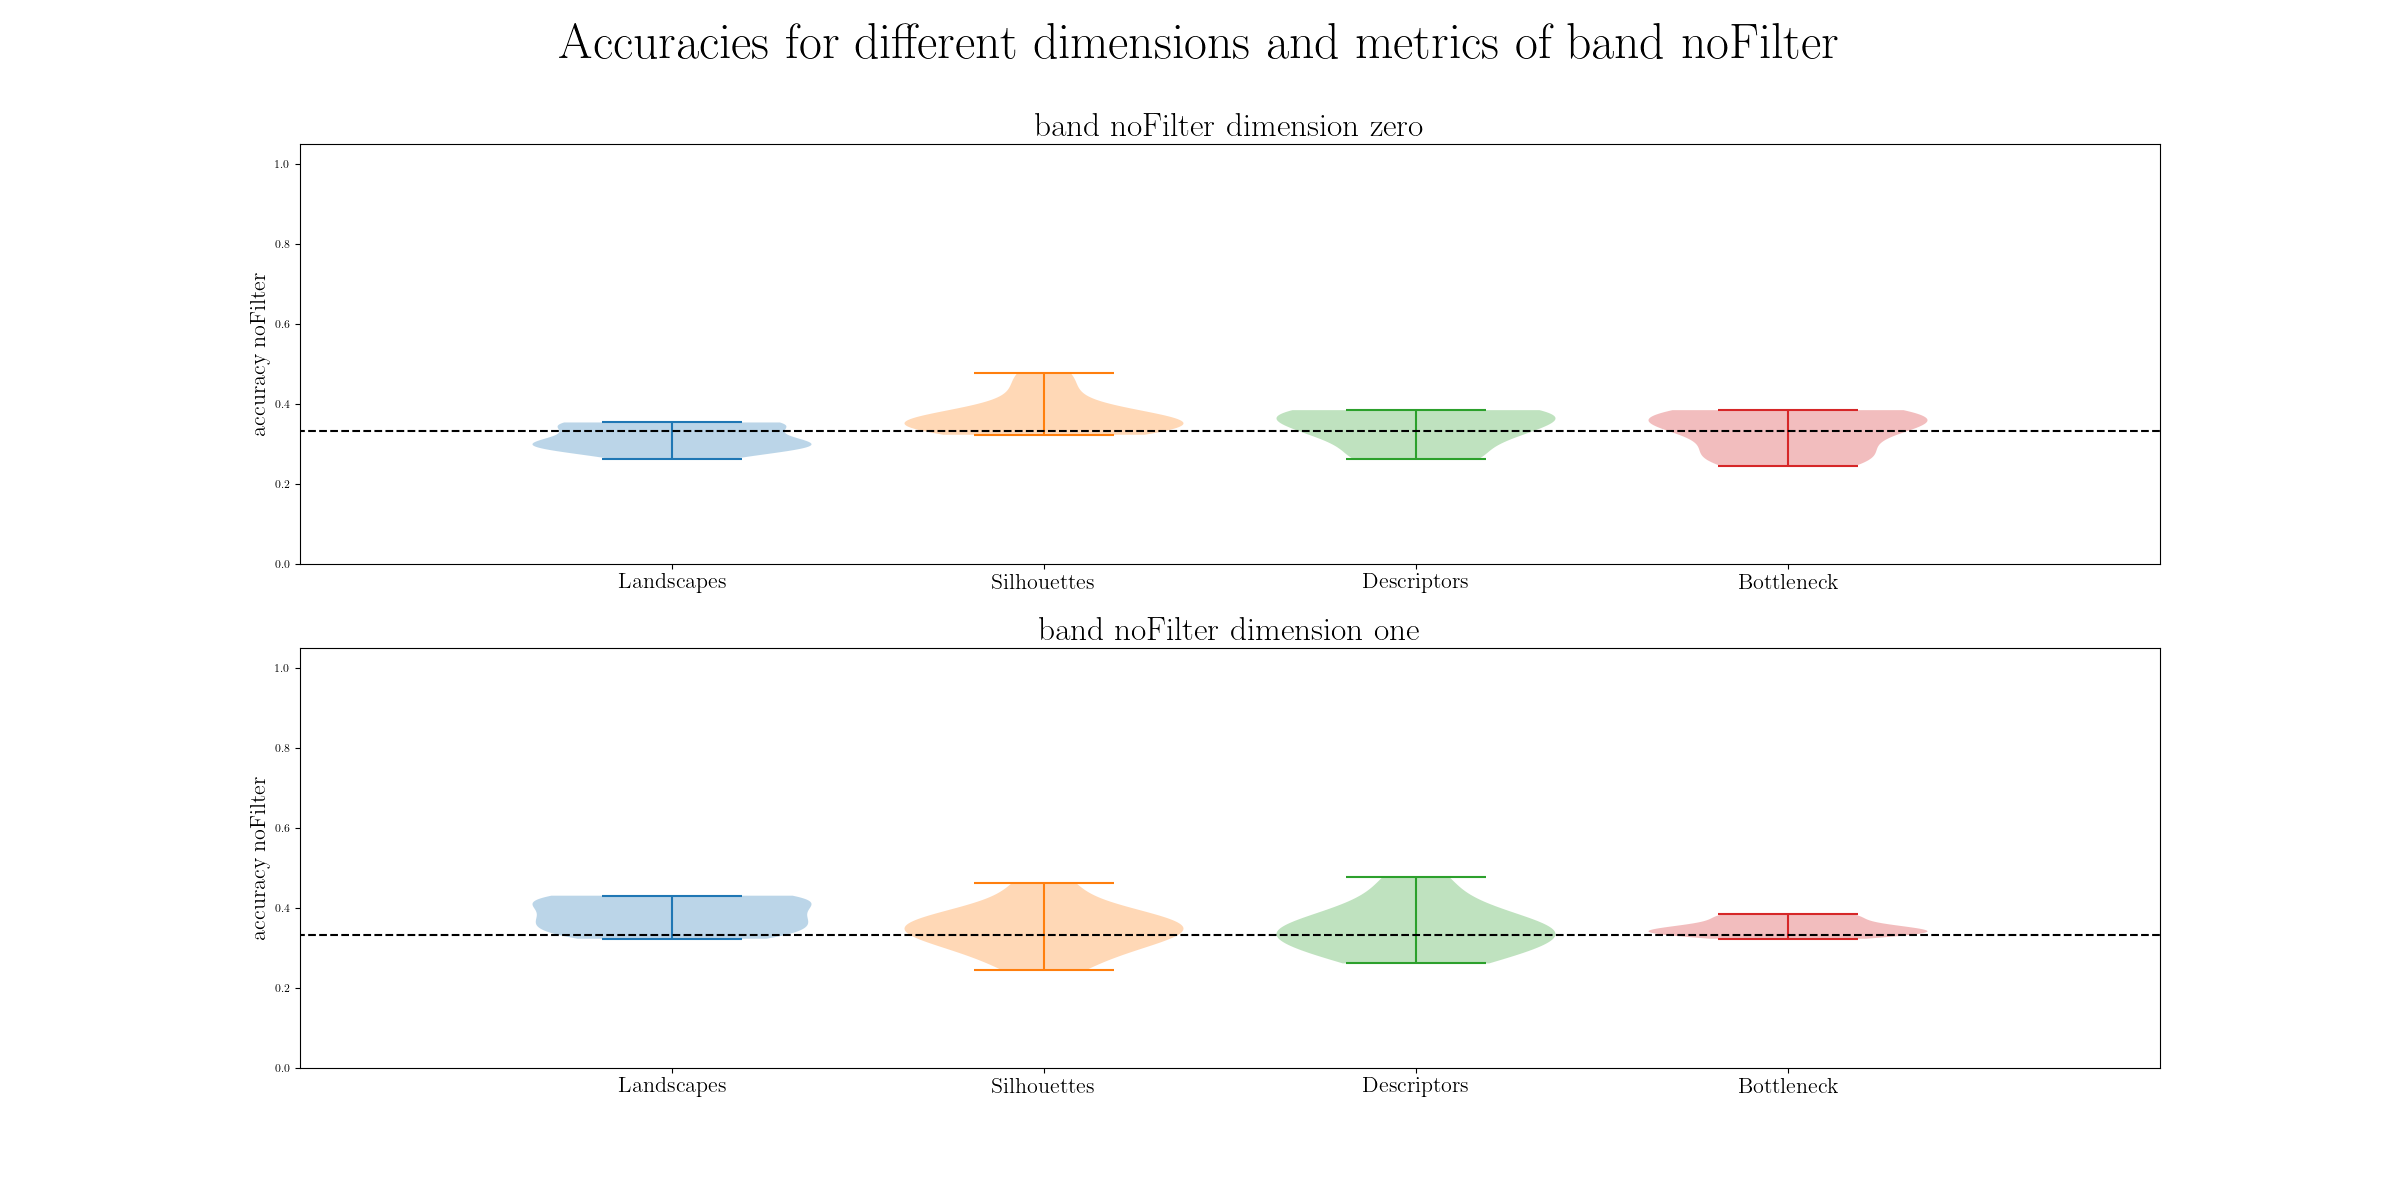 Accuracies for different dimensions and metrics of band noFilter
band noFilter dimension zero
1.0
0.8
0.6
0.4
0.2
0.0
accuracy noFilter
Landscapes Silhouettes Descriptors Bottleneck
band noFilter dimension one
1.0
0.8
0.6
0.4
0.2
0.0
accuracy noFilter
Landscapes Silhouettes Descriptors Bottleneck